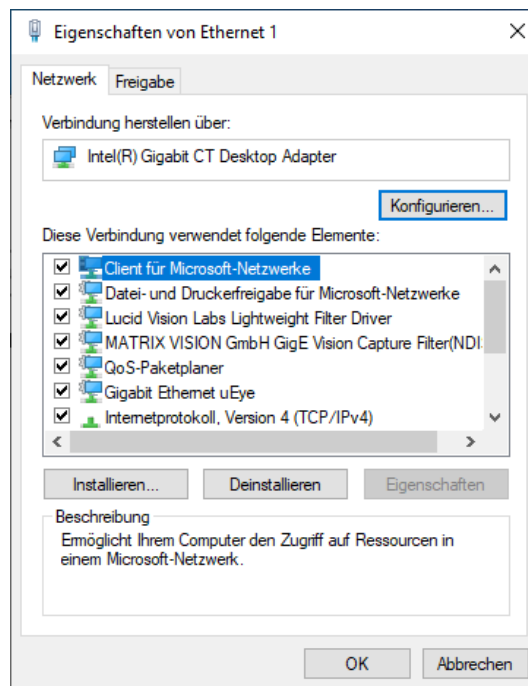 Eigenschaften von Ethernet 1
Netzwerk
Freigabe
Verbindung herstellen über:
Intel(R) Gigabit CT Desktop Adapter
Konfigurieren...
Diese Verbindung verwendet folgende Elemente:
Client für Microsoft-Netzwerke
Datei- und Druckerfreigabe für Microsoft-Netzwerke
Lucid Vision Labs Lightweight Filter Driver
MATRIX VISION GmbH GigE Vision Capture Filter(NDI
QoS-Paketplaner
Gigabit Ethernet uEye
Internetprotokoll, Version 4 (TCP/IPv4)
Installieren...
Deinstallieren
Eigenschaften
Beschreibung
Ermöglicht Ihrem Computer den Zugriff auf Ressourcen in
einem Microsoft-Netzwerk.
OK
Abbrechen